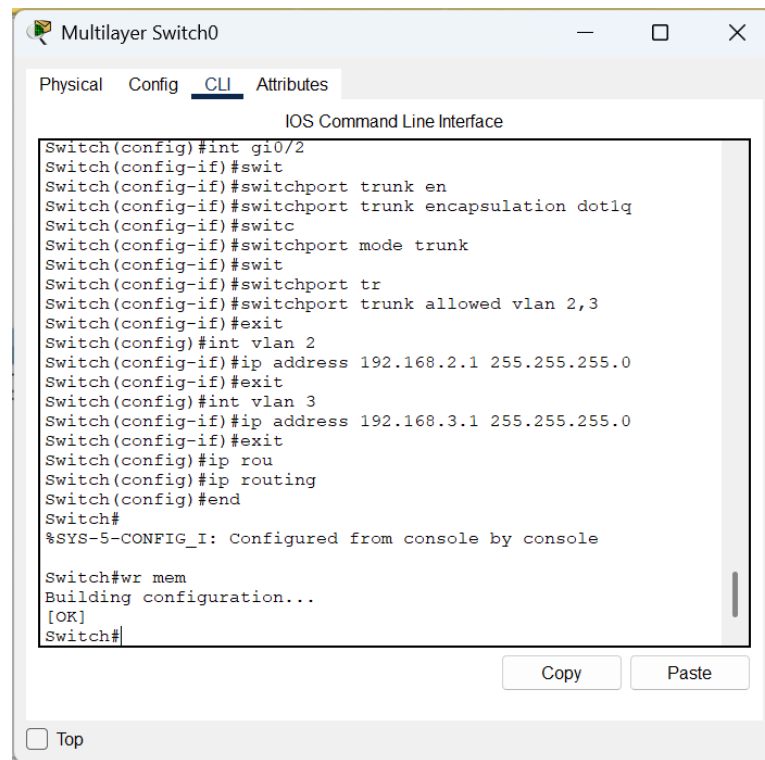 Multilayer Switch0
Physical Config CLI Attributes
IOS Command Line Interface
Switch(config)#int gi0/2
Switch(config-if)#swit
Switch(config-if)#switchport trunk en
Switch(config-if)#switchport trunk encapsulation dot1q
Switch(config-if)#switc
Switch(config-if)#switchport mode trunk
Switch(config-if)#swit
Switch(config-if)#switchport tr
Switch(config-if)#switchport trunk allowed vlan 2,3
Switch(config-if)#exit
Switch(config)#int vlan 2
Switch(config-if)#ip address 192.168.2.1 255.255.255.0
Switch(config-if)#exit
Switch(config)#int vlan 3
Switch(config-if)#ip address 192.168.3.1 255.255.255.0
Switch(config-if)#exit
Switch(config)#ip rou
Switch(config)#ip routing
Switch(config)#end
Switch#
%SYS-5-CONFIG_I: Configured from console by console
Switch#wr mem
Building configuration...
[OK]
Switch#
Copy Paste
Top